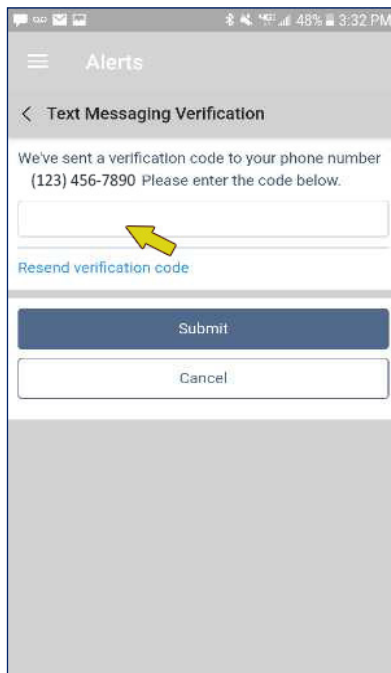 48% 3:32 PM
Alerts
Text Messaging Verification
We've sent a verification code to your phone number
(123) 456-7890 Please enter the code below.
Resend verification code
Submit
Cancel